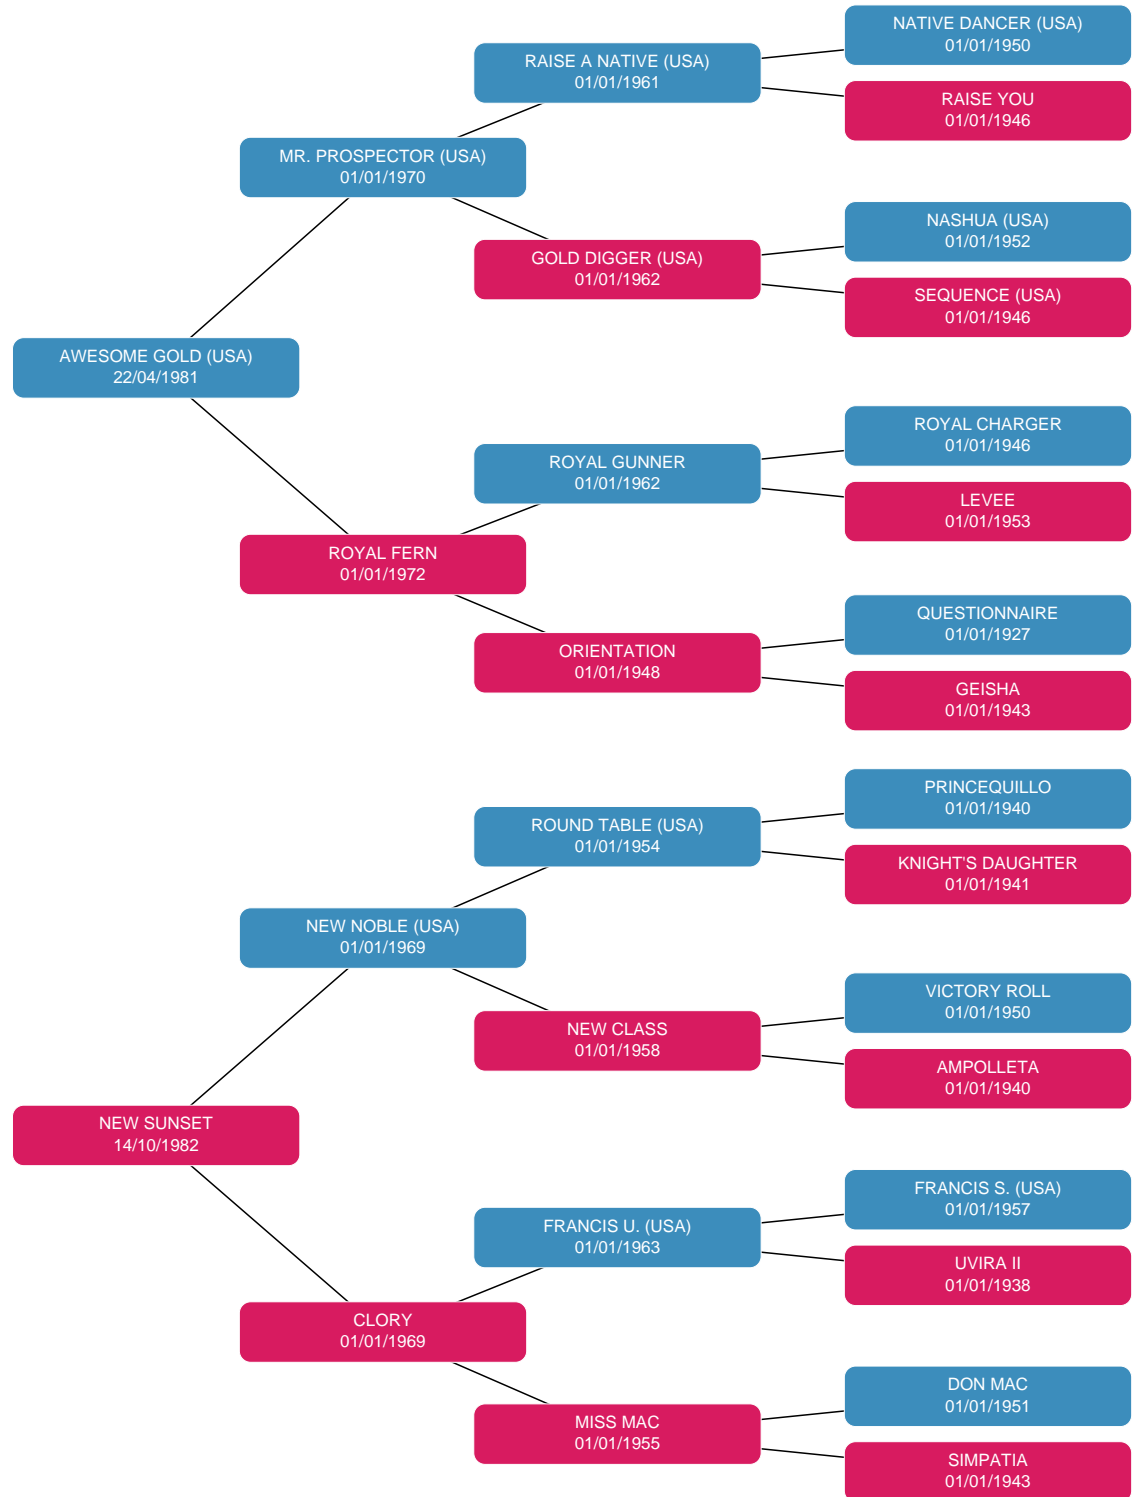 NATIVE DANCER (USA)
01/01/1950
RAISE A NATIVE (USA)
01/01/1961
RAISE YOU
01/01/1946
MR. PROSPECTOR (USA)
01/01/1970
NASHUA (USA)
01/01/1952
GOLD DIGGER (USA)
01/01/1962
SEQUENCE (USA)
01/01/1946
AWESOME GOLD (USA)
22/04/1981
ROYAL CHARGER
01/01/1946
ROYAL GUNNER
01/01/1962
LEVEE
01/01/1953
ROYAL FERN
01/01/1972
QUESTIONNAIRE
01/01/1927
ORIENTATION
01/01/1948
GEISHA
01/01/1943
PRINCEQUILLO
01/01/1940
ROUND TABLE (USA)
01/01/1954
KNIGHT'S DAUGHTER
01/01/1941
NEW NOBLE (USA)
01/01/1969
VICTORY ROLL
01/01/1950
NEW CLASS
01/01/1958
AMPOLLETA
01/01/1940
NEW SUNSET
14/10/1982
FRANCIS S. (USA)
01/01/1957
FRANCIS U. (USA)
01/01/1963
UVIRA II
01/01/1938
CLORY
01/01/1969
DON MAC
01/01/1951
MISS MAC
01/01/1955
SIMPATIA
01/01/1943